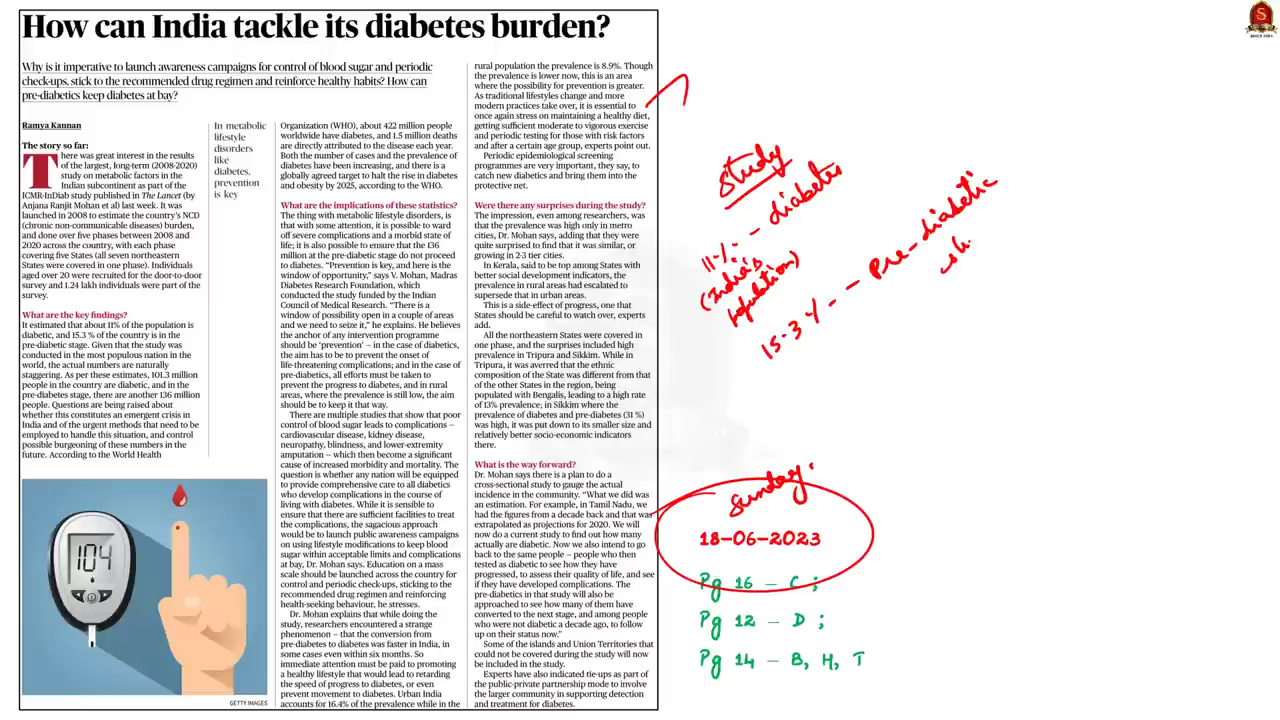 How can India tackle its diabetes burden?
Why is it imperative to launch awareness campaigns for control of blood sugar and periodic
check-ups, stick to the recommended drug regimen and reinforce healthy habits? How can
pre-diabetics keep diabetes at bay?
Ramya Kannan
The story so far:
There was great interest in the results
of the largest, long-term (2008-2020)
study on metabolic factors in the
Indian subcontinent as part of the
ICMR-InDiab study published in The Lancet (by
Anjana Ranjit Mohan et al) last week. It
was launched in 2008 to estimate the country's NCD
(chronic non-communicable diseases) burden,
and done over five phases between 2008 and
2020 across the country, with each phase
covering five States (all seven northeastern
States were covered in one phase). Individuals
aged over 20 were recruited for the door-to-door
survey and 1.24 lakh individuals were part of the
survey.
What are the key findings?
It estimated that about 11% of the population is
diabetic, and 15.3 % of the country is in the
pre-diabetic stage. Given that the study was
conducted in the most populous nation in the
world, the actual numbers are naturally
staggering. As per these estimates, 101.3 million
people in the country are diabetic, and in the
pre-diabetes stage, there are another 136 million
people. Questions are being raised about
whether this constitutes an emergent crisis in
India and of the urgent methods that need to be
employed to handle this situation, and control
possible burgeoning of these numbers in the
future. According to the World Health
In metabolic
lifestyle
disorders
like
diabetes,
prevention
is key
Organization (WHO), about 422 million people
worldwide have diabetes, and 1.5 million deaths
are directly attributed to the disease each year.
Both the number of cases and the prevalence of
diabetes have been increasing, and there is a
globally agreed target to halt the rise in diabetes
and obesity by 2025, according to the WHO.
What are the implications of these statistics?
The thing with metabolic lifestyle disorders, is
that with some attention, it is possible to ward
off severe complications and a morbid state of
life; it is also possible to ensure that the 136
million at the pre-diabetic stage do not proceed
to diabetes. “Prevention is key, and here is the
window of opportunity,” says V. Mohan, Madras
Diabetes Research Foundation, which
conducted the study funded by the Indian
Council of Medical Research. “There is a
window of possibility open in a couple of areas
and we need to seize it,” he explains. He believes
the anchor of any intervention programme
should be ‘prevention’ – in the case of diabetes,
the aim has to be to prevent the onset of
life-threatening complications; and in the case of
pre-diabetics, all efforts must be taken to
prevent the progress to diabetes, and in rural
areas, where the prevalence is still low, the aim
should be to keep it that way.
There are multiple studies that show that poor
control of blood sugar leads to complications –
cardiovascular disease, kidney disease,
neuropathy, blindness, and lower-extremity
amputation – which then become a significant
cause of increased morbidity and mortality. The
question is whether any nation will be equipped
to provide comprehensive care to all diabetics
who develop complications in the course of
living with diabetes. While it is sensible to
ensure that there are sufficient facilities to treat
the complications, the sagacious approach
would be to launch public awareness campaigns
on using lifestyle modifications to keep blood
sugar within acceptable limits and complications
at bay, Dr. Mohan says. Education on a mass
scale should be launched across the country for
control and periodic check-ups, sticking to the
recommended drug regimen and reinforcing
health-seeking behaviour, he stresses.
Dr. Mohan explains that while doing the
study, researchers encountered a strange
phenomenon – that the conversion from
pre-diabetes to diabetes was faster in India, in
some cases even within six months. So
immediate attention must be paid to promoting
a healthy lifestyle that would lead to retarding
the speed of progress to diabetes, or even
prevent movement to diabetes. Urban India
accounts for 16.4% of the prevalence while in the
rural population the prevalence is 8.9%. Though
the prevalence is lower now, this is an area
where the possibility for prevention is greater.
As traditional lifestyles change and more
modern practices take over, it is essential to
once again stress on maintaining a healthy diet,
getting sufficient moderate to vigorous exercise
and periodic testing for those with risk factors
and after a certain age group, experts point out.
Periodic epidemiological screening
programmes are very important, they say, to
catch new diabetics and bring them into the
protective net.
Were there any surprises during the study?
The impression, even among researchers, was
that the prevalence was high only in metro
cities, Dr. Mohan says, adding that they were
quite surprised to find that it was similar, or
growing in 2-3 tier cities.
In Kerala, said to be top among States with
better social development indicators, the
prevalence in rural areas had escalated to
supersede that in urban areas.
This is a side-effect of progress, one that
States should be careful to watch over, experts
add.
All the northeastern States were covered in
one phase, and the surprises included high
prevalence in Tripura and Sikkim. While in
Tripura, it was averred that the ethnic
composition of the State was different from that
of the other States in the region, being
populated with Bengalis, leading to a high rate
of 13% prevalence; in Sikkim where the
prevalence of diabetes and pre-diabetes (31 %)
was high, it was put down to its smaller size and
relatively better socio-economic indicators
there.
What is the way forward?
Dr. Mohan says there is a plan to do a
cross-sectional study to gauge the actual
incidence in the community. “What we did was
an estimation. For example, in Tamil Nadu, we
had the figures from a decade back and that was
extrapolated as projections for 2020. We will
now do a current study to find out how many
actually are diabetic. Now we also intend to go
back to the same people – people who then
tested as diabetic to see how they have
progressed, to assess their quality of life, and see
if they have developed complications. The
pre-diabetics in that study will also be
approached to see how many of them have
converted to the next stage, and among people
who were not diabetic a decade ago, to follow
up on their status now.”
Some of the islands and Union Territories that
could not be covered during the study will now
be included in the study.
Experts have also indicated tie-ups as part of
the public-private partnership mode to involve
the larger community in supporting detection
and treatment for diabetes.
104
GETTY IMAGES
Study
11-%. - diabetes
(India's
population)
15.3 %. - Pre-diabetic
Sunday.
18-06-2023
Pg 16 - C;
Pg 12 - D ;
Pg 14 - B, H, T